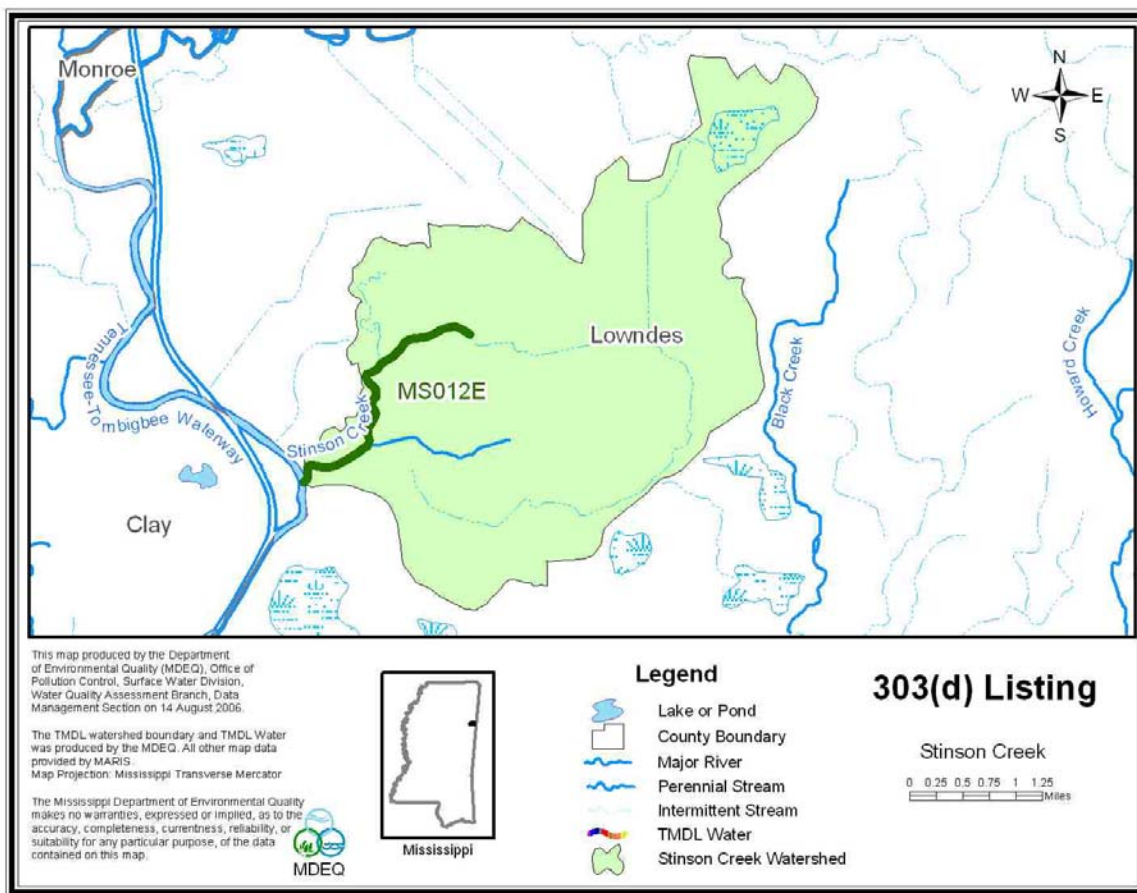 Monroe
N
W E
S
Lowndes
Tennessee-Tombigbee Waterway
MS012E
Stinson Creek
Black Creek
Howard Creek
Clay
This map produced by the Department
of Environmental Quality (MDEQ), Office of
Pollution Control, Surface Water Division,
Water Quality Assessment Branch, Data
Management Section on 14 August 2006.
The TMDL watershed boundary and TMDL Water
was produced by the MDEQ. All other map data
provided by MARIS.
Map Projection: Mississippi Transverse Mercator
The Mississippi Department of Environmental Quality
makes no warranties, expressed or implied, as to the
accuracy, completeness, currentness, reliability, or
suitability for any particular purpose, of the data
contained on this map.
MDEQ
Mississippi
Legend
Lake or Pond
County Boundary
Major River
Perennial Stream
Intermittent Stream
TMDL Water
Stinson Creek Watershed
303(d) Listing
Stinson Creek
0 0.25 0.5 0.75 1 1.25
Miles